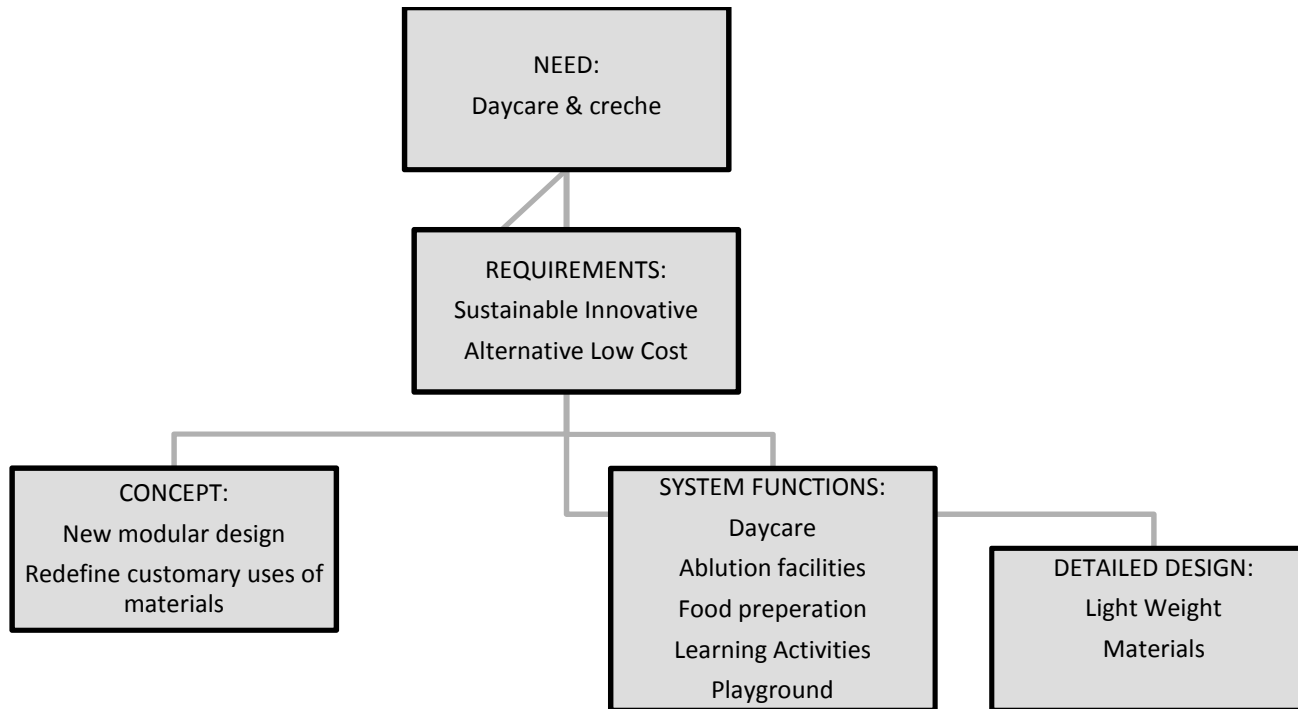 NEED:
Daycare & creche
REQUIREMENTS:
Sustainable Innovative
Alternative Low Cost
CONCEPT:
New modular design
Redefine customary uses of
materials
SYSTEM FUNCTIONS:
Daycare
Ablution facilities
Food preperation
Learning Activities
Playground
DETAILED DESIGN:
Light Weight
Materials